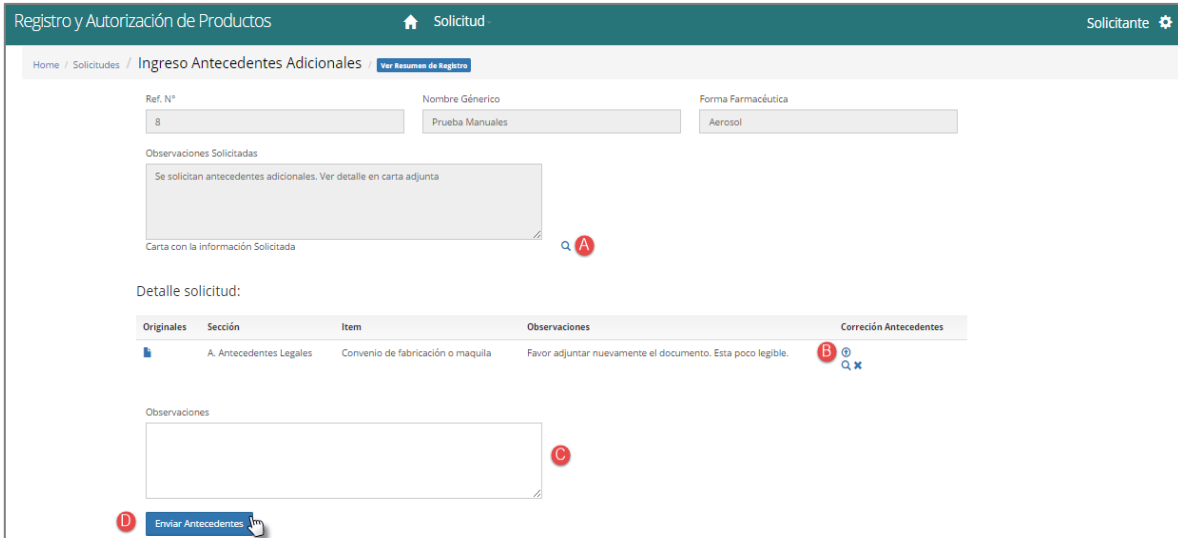 Registro y Autorización de Productos Solicitud Solicitante
Home / Solicitudes / Ingreso Antecedentes Adicionales / Ver Resumen de Registro
Ref. N° Nombre Génerico Forma Farmacéutica
8 Prueba Manuales Aerosol
Observaciones Solicitadas
Se solicitan antecedentes adicionales. Ver detalle en carta adjunta
Carta con la información Solicitada A
Detalle solicitud:
Originales Sección Item Observaciones Correción Antecedentes
A. Antecedentes Legales Convenio de fabricación o maquila Favor adjuntar nuevamente el documento. Esta poco legible. B
Observaciones
C
D Enviar Antecedentes